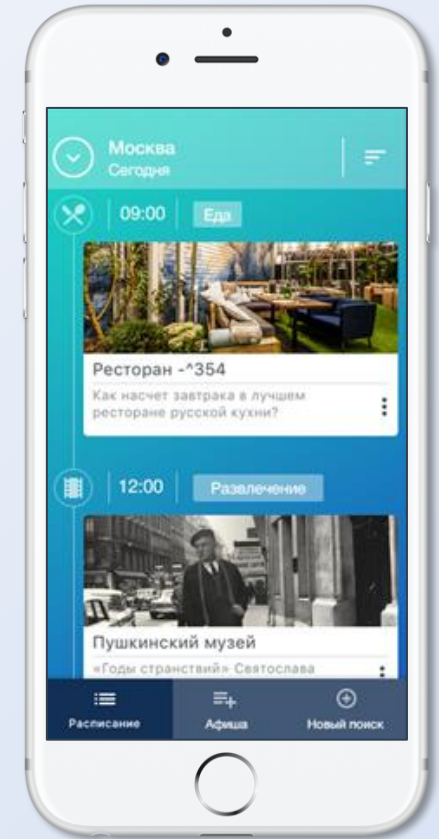 Москва
Сегодня
09:00 Еда
Ресторан -^354
Как насчет завтрака в лучшем
ресторане русской кухни?
12:00 Развлечение
Пушкинский музей
«Годы странствий» Святослава
Расписание Афиша Новый поиск